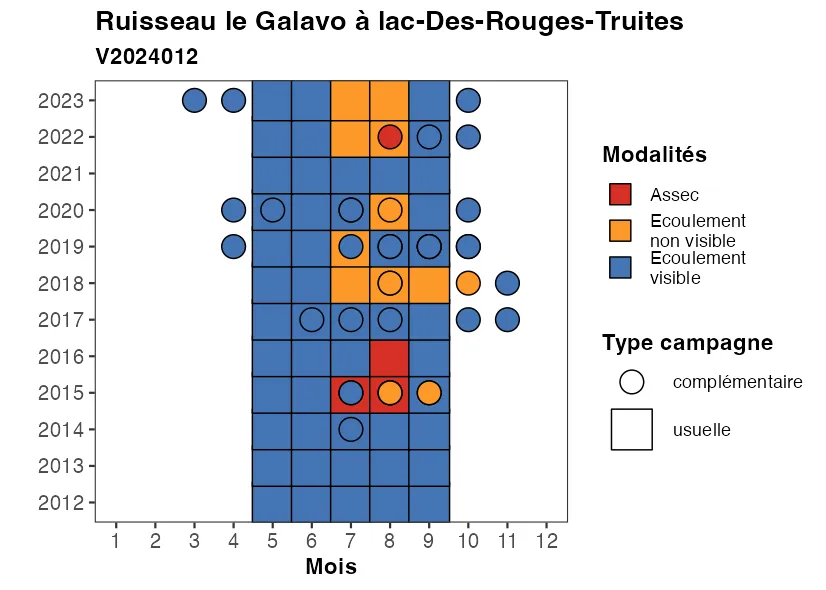 Ruisseau le Galavo à lac-Des-Rouges-Truites
V2024012
2023
2022
2021
2020
2019
2018
2017
2016
2015
2014
2013
2012
1 2 3 4 5 6 7 8 9 10 11 12
Mois
Modalités
Assec
Ecoulement
non visible
Ecoulement
visible
Type campagne
complémentaire
usuelle